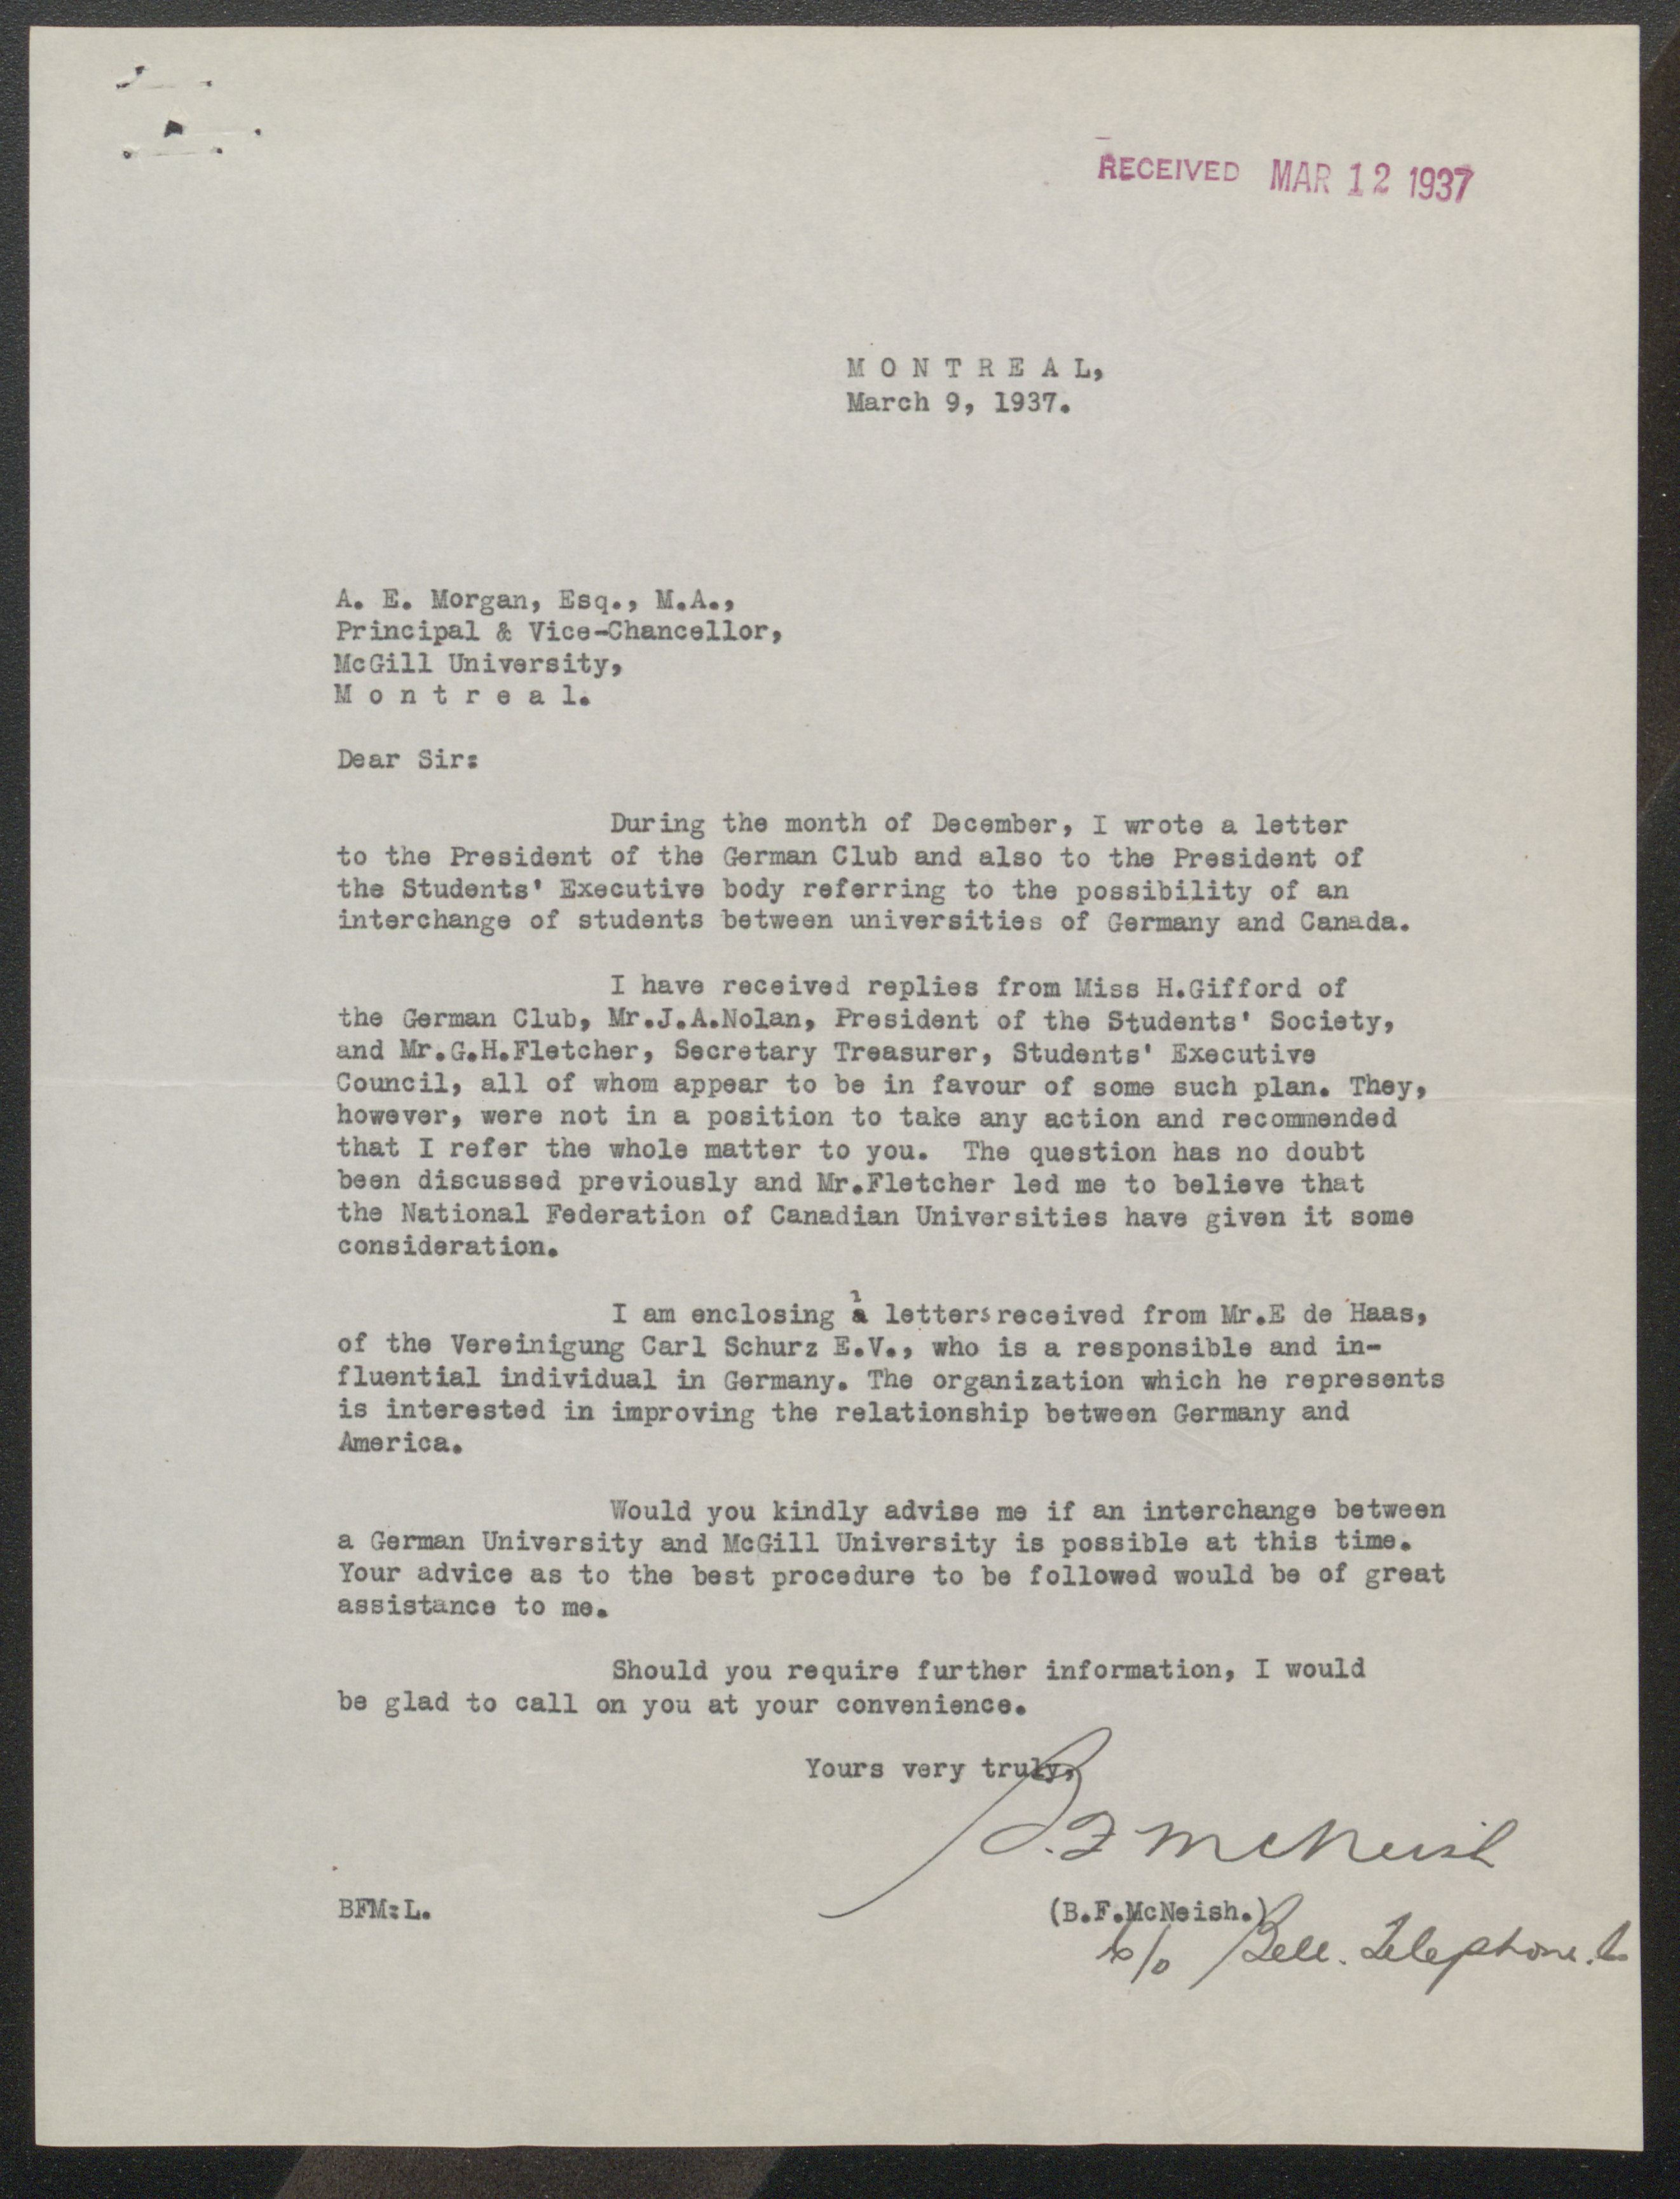 RECEIVED MAR 12 1937
M O N T R E A L,
March 9, 1937.
A. E. Morgan, Esq., M.A.,
Principal & Vice-Chancellor,
McGill University,
M o n t r e a l.
Dear Sir:
During the month of December, I wrote a letter
to the President of the German Club and also to the President of
the Students' Executive body referring to the possibility of an
interchange of students between universities of Germany and Canada.
I have received replies from Miss H.Gifford of
the German Club, Mr.J.A.Nolan, President of the Students' Society,
and Mr.G.H.Fletcher, Secretary Treasurer, Students' Executive
Council, all of whom appear to be in favour of some such plan. They,
however, were not in a position to take any action and recommended
that I refer the whole matter to you. The question has no doubt
been discussed previously and Mr.Fletcher led me to believe that
the National Federation of Canadian Universities have given it some
consideration.
I am enclosing a letters received from Mr.E de Haas,
of the Vereinigung Carl Schurz E.V., who is a responsible and in-
fluential individual in Germany. The organization which he represents
is interested in improving the relationship between Germany and
America.
Would you kindly advise me if an interchange between
a German University and McGill University is possible at this time.
Your advice as to the best procedure to be followed would be of great
assistance to me.
Should you require further information, I would
be glad to call on you at your convenience.
Yours very truly,
B.F McNeish
BFM:L.
(B.F.McNeish.)
c/o Bell. Telephone. Co